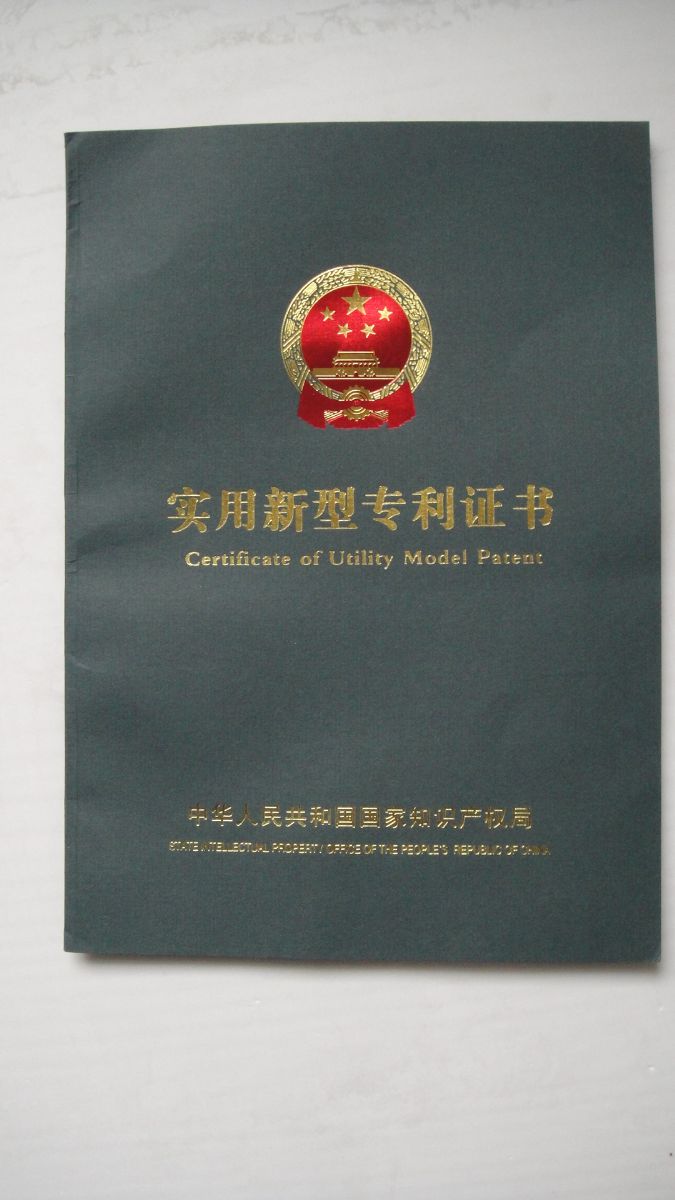 实用新型专利证书
Certificate of Utility Model Patent
中华人民共和国国家知识产权局
STATE INTELLECTUAL PROPERTY OFFICE OF THE PEOPLE'S REPUBLIC OF CHINA